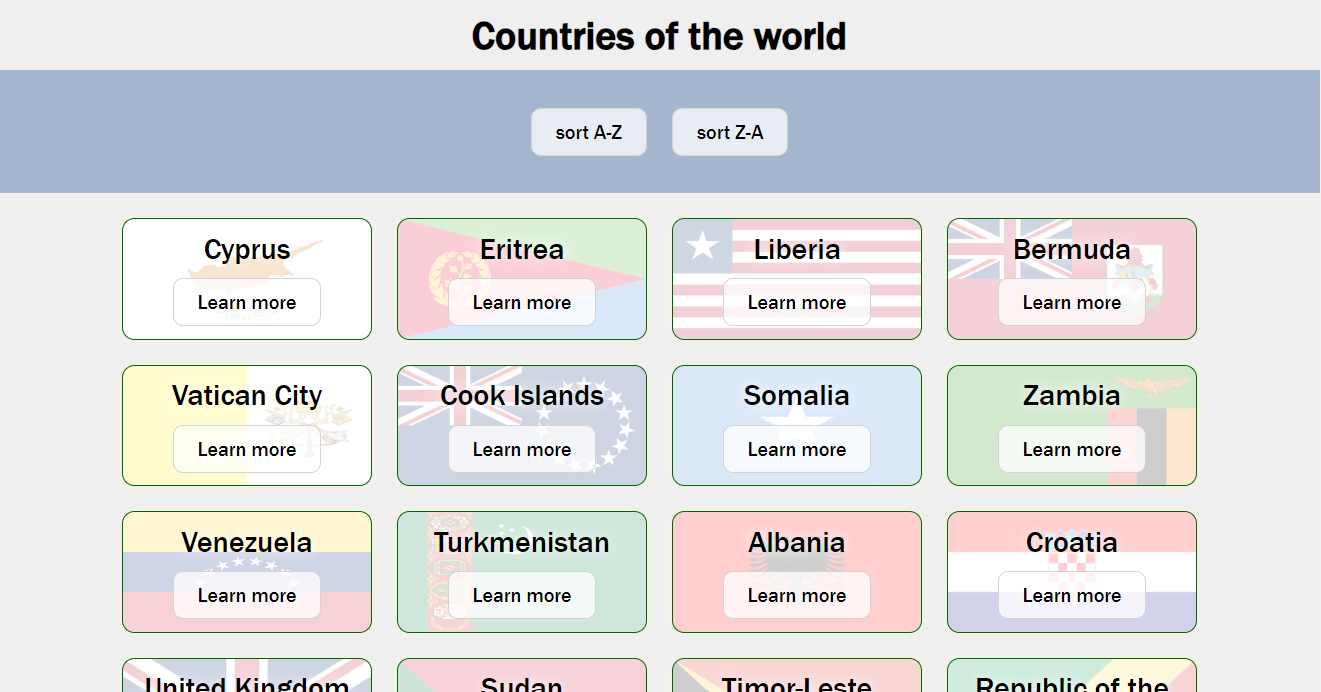 Countries of the world
sort A-Z sort Z-A
Cyprus Eritrea Liberia Bermuda
Learn more Learn more Learn more Learn more
Vatican City Cook Islands Somalia Zambia
Learn more Learn more Learn more Learn more
Venezuela Turkmenistan Albania Croatia
Learn more Learn more Learn more Learn more
United Kingdom Sudan Timor-Leste Republic of the